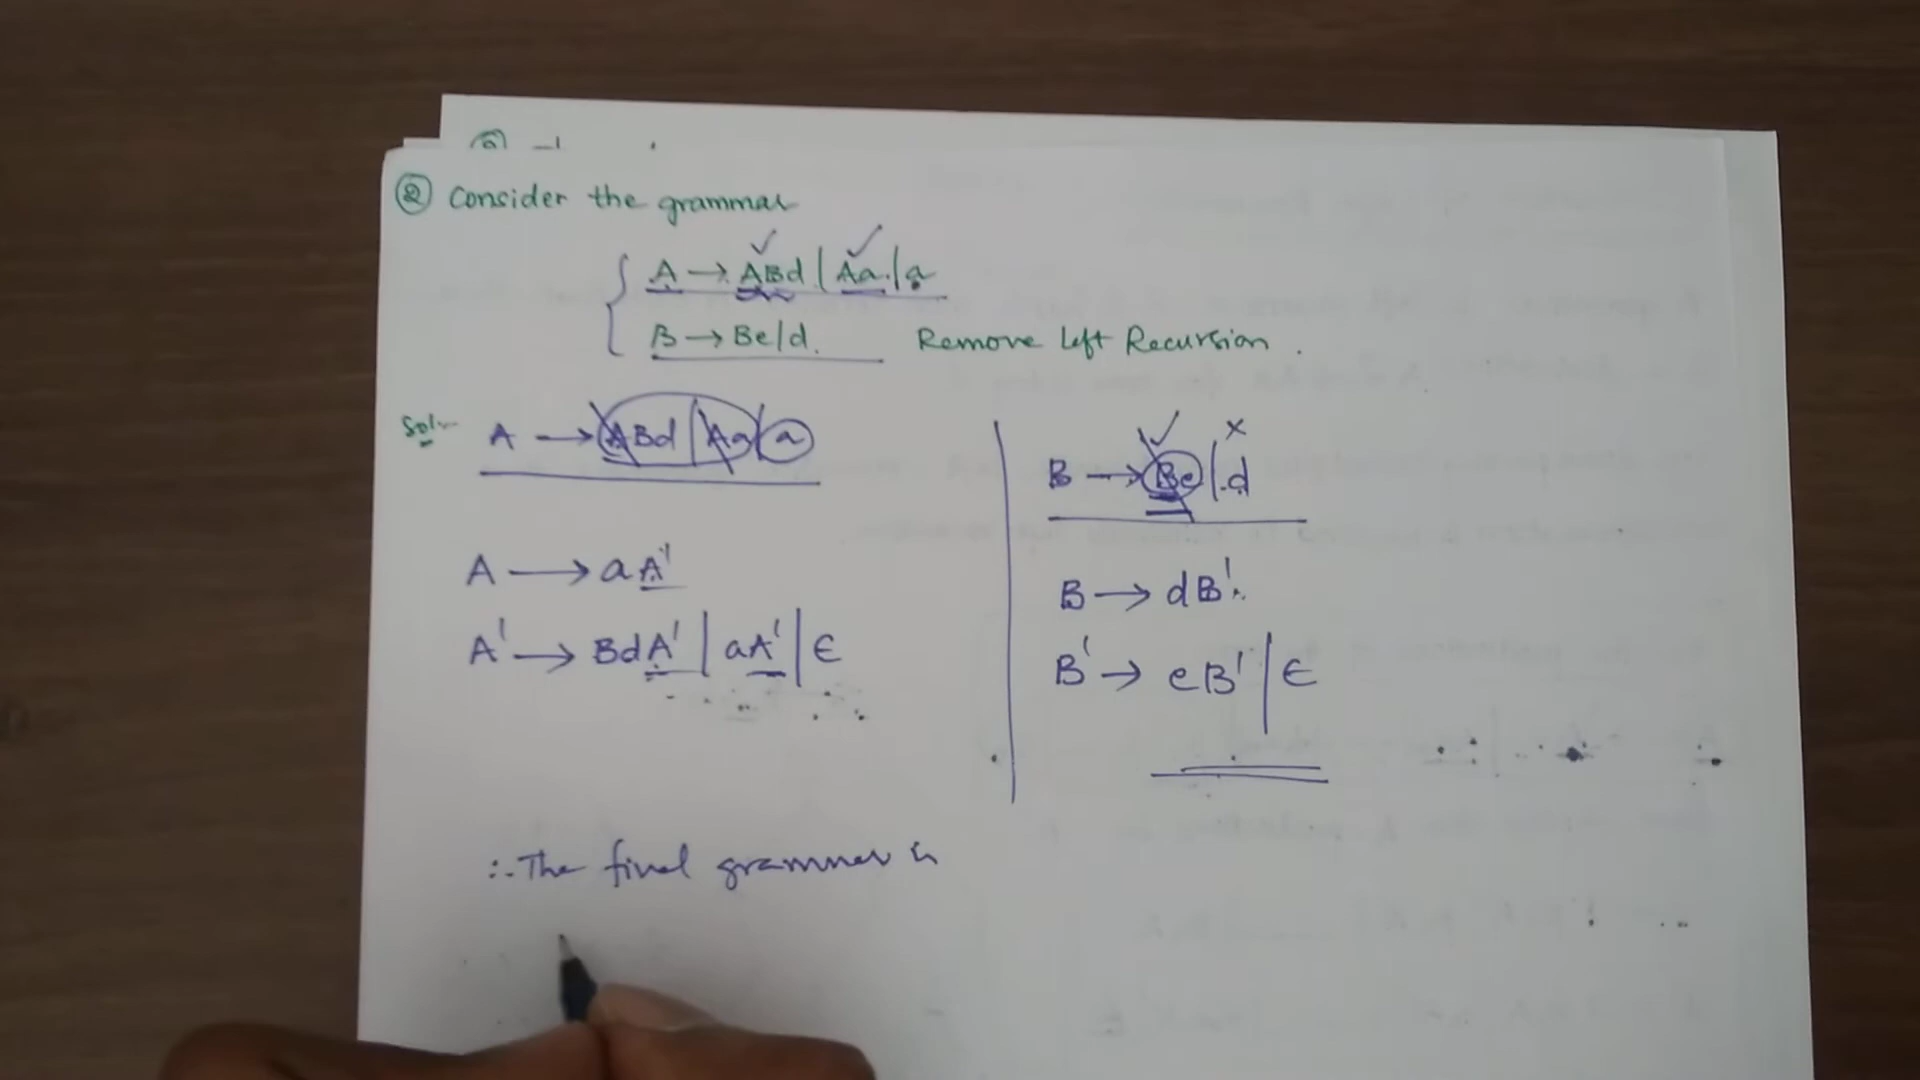 ② Consider the grammar
A → ABd | Aa | a
B → Be/d. Remove Left Recursion.
Sol:-
A → ABd | Aa | a
A → aA'
A' → BdA' | aA' | ε
B → Be | d
B → dB'
B' → eB' | ε
∴ The final grammar is